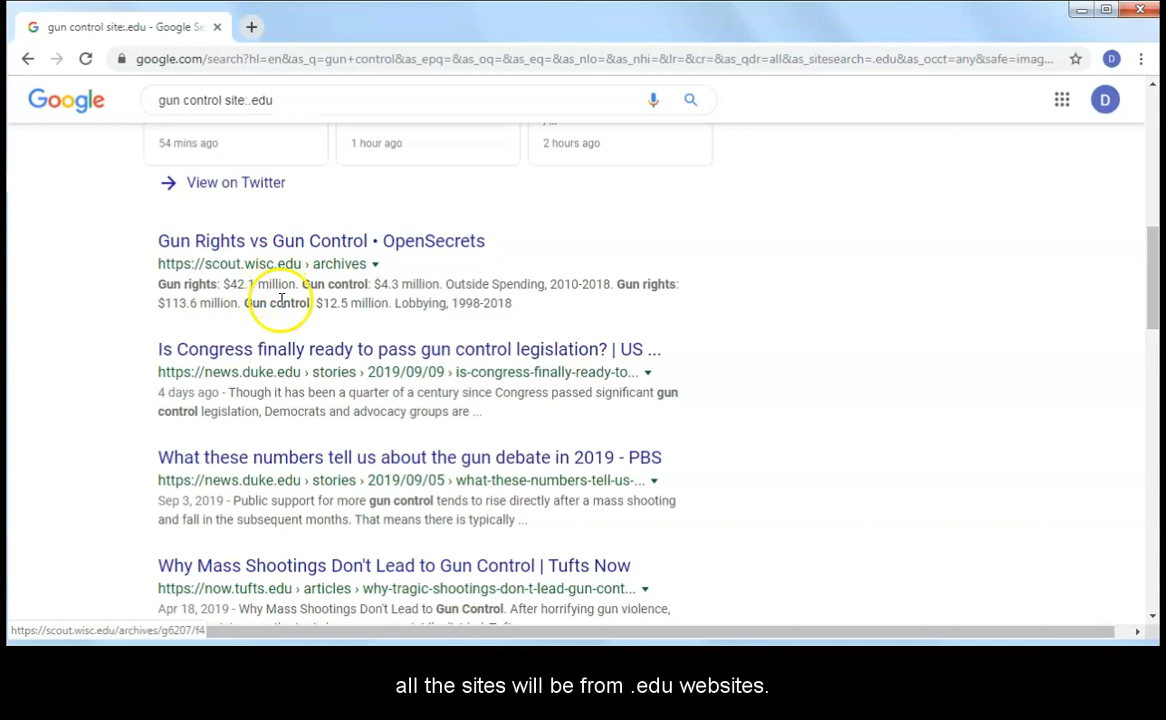 gun control site:.edu - Google Se
google.com/search?hl=en&as_q=gun+control&as_epq=&as_oq=&as_eq=&as_nlo=&as_nhi=&lr=&cr=&as_qdr=all&as_sitesearch=.edu&as_occt=any&safe=imag...
D
Google
gun control site:.edu
D
54 mins ago
1 hour ago
2 hours ago
View on Twitter
Gun Rights vs Gun Control • OpenSecrets
https://scout.wisc.edu › archives
Gun rights: $42.1 million. Gun control: $4.3 million. Outside Spending, 2010-2018. Gun rights:
$113.6 million. Gun control: $12.5 million. Lobbying, 1998-2018
Is Congress finally ready to pass gun control legislation? | US ...
https://news.duke.edu › stories › 2019/09/09 › is-congress-finally-ready-to...
4 days ago - Though it has been a quarter of a century since Congress passed significant gun
control legislation, Democrats and advocacy groups are ...
What these numbers tell us about the gun debate in 2019 - PBS
https://news.duke.edu › stories › 2019/09/05 › what-these-numbers-tell-us-...
Sep 3, 2019 - Public support for more gun control tends to rise directly after a mass shooting
and fall in the subsequent months. That means there is typically ...
Why Mass Shootings Don't Lead to Gun Control | Tufts Now
https://now.tufts.edu › articles › why-tragic-shootings-don-t-lead-gun-cont...
Apr 18, 2019 - Why Mass Shootings Don't Lead to Gun Control. After horrifying gun violence,
https://scout.wisc.edu/archives/g6207/f4
all the sites will be from .edu websites.